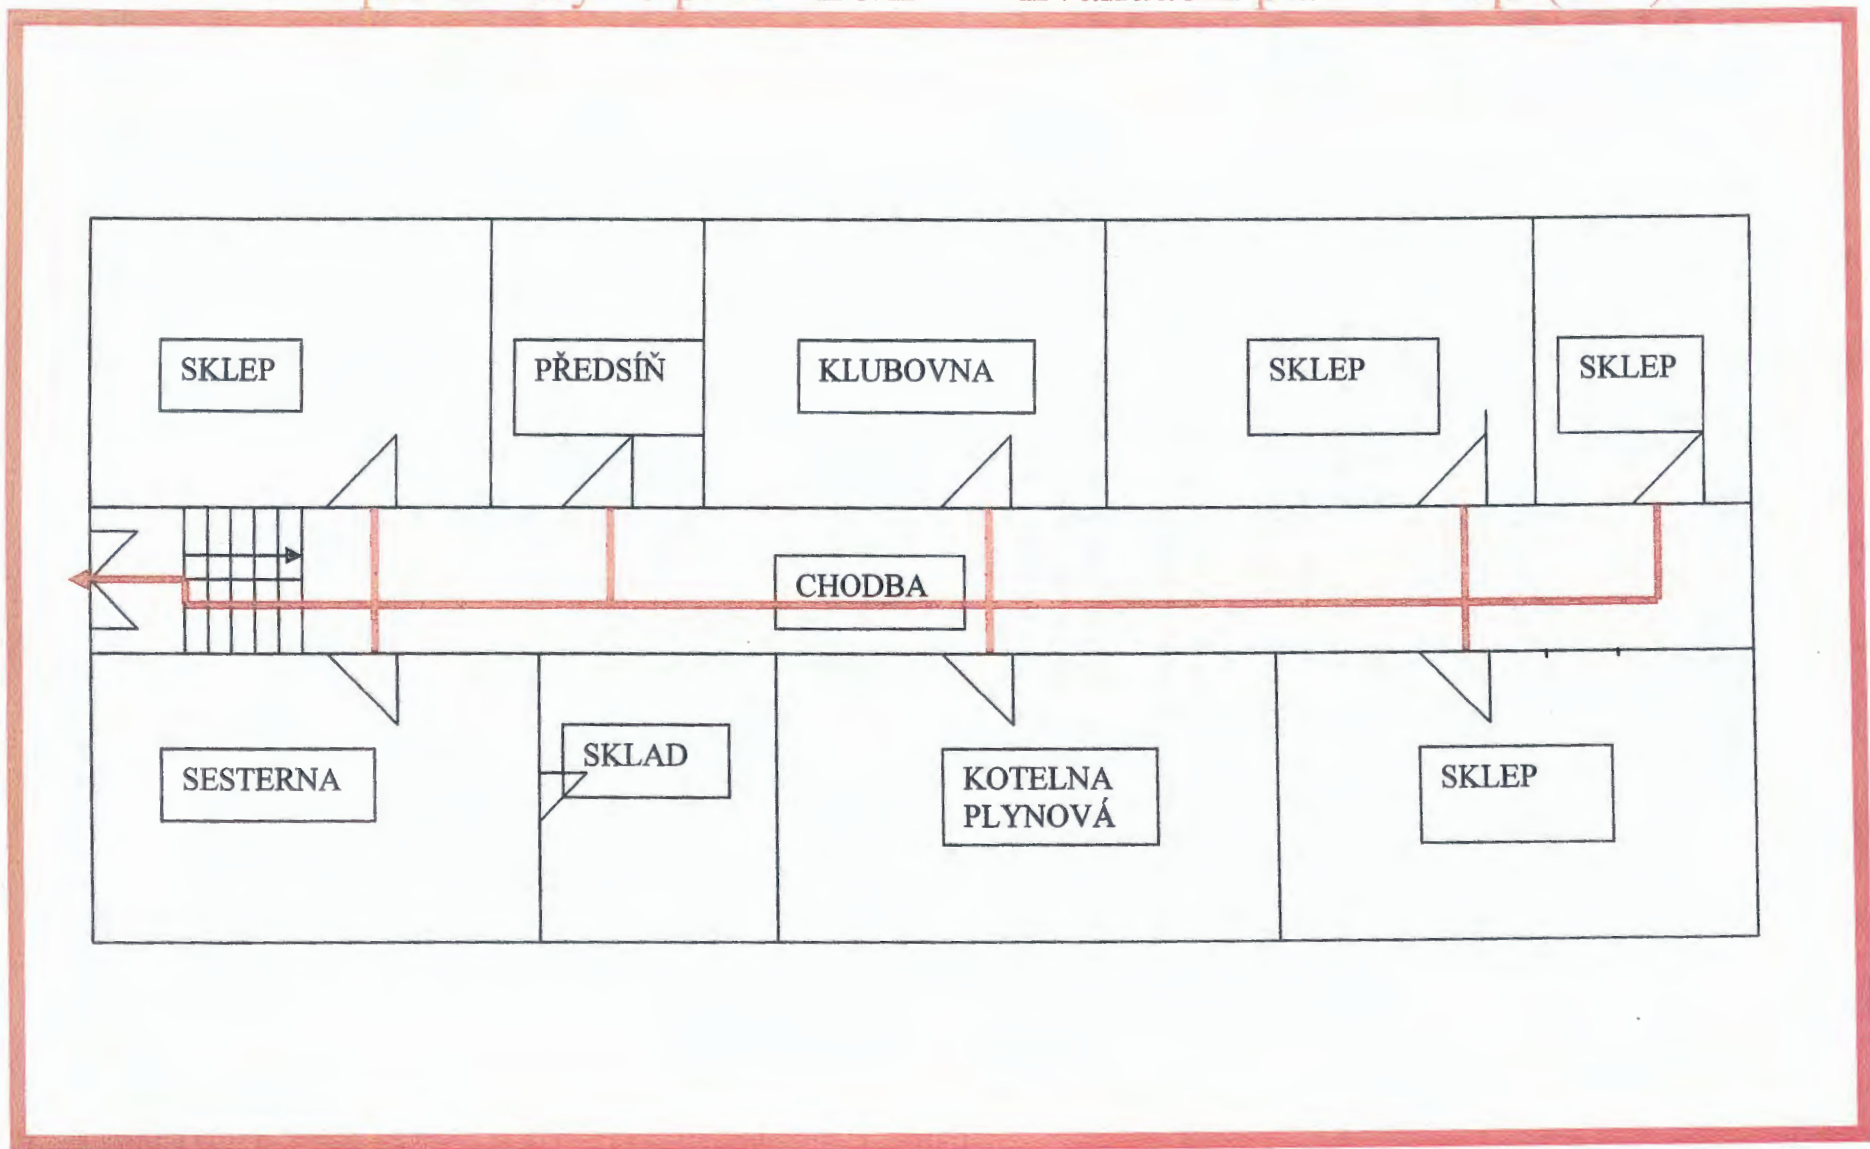 SKLEP
PŘEDSÍŇ
KLUBOVNA
SKLEP
SKLEP
CHODBA
SESTERNA
SKLAD
KOTELNA
PLYNOVÁ
SKLEP